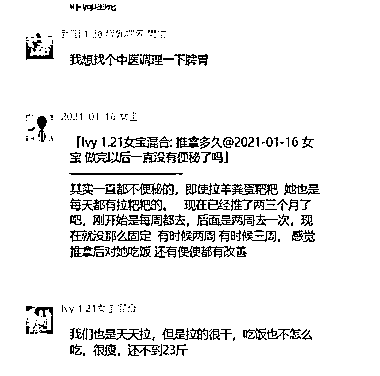 我想找个中医调理一下脾胃
2021-01-16 女宝
「Ivy 1.21女宝混合: 推拿多久@2021-01-16 女
宝 做完以后一直没有便秘了吗」
其实一直都不便秘的，即使拉羊粪蛋粑粑 她也是
每天都有拉粑粑的。 现在已经推了两三个月了
吧，刚开始是每周都去，后面是两周去一次，现
在就没那么固定 有时候两周 有时候三周， 感觉
推拿后对她吃饭 还有便便都有改善
Ivy 1.21女宝混合
我们也是天天拉，但是拉的很干，吃饭也不怎么
吃，很瘦，还不到23斤